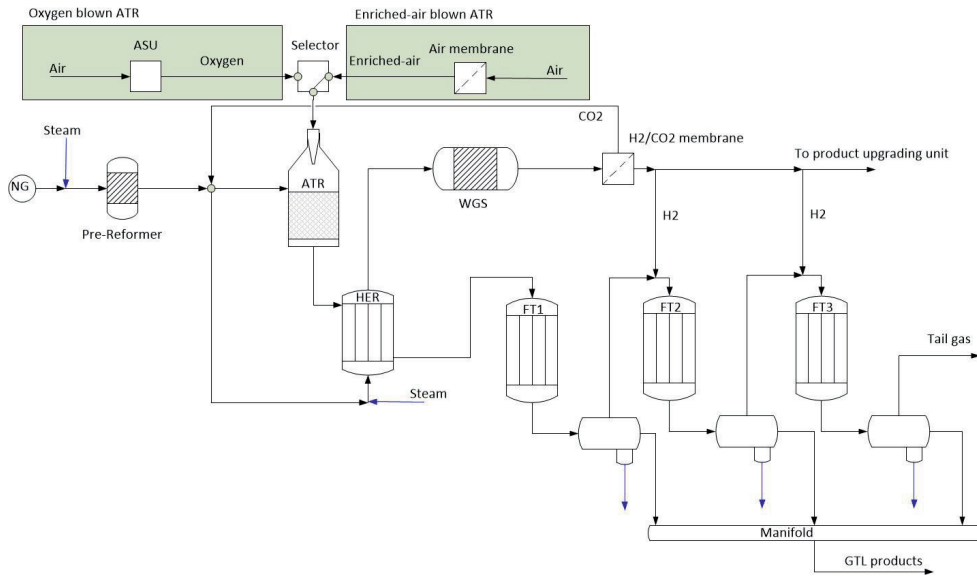 Oxygen blown ATR
Enriched-air blown ATR
ASU
Selector
Air membrane
Air
Oxygen
Enriched-air
Air
CO2
Steam
H2/CO2 membrane
To product upgrading unit
NG
ATR
WGS
Pre-Reformer
H2
H2
HER
FT1
FT2
FT3
Tail gas
Steam
Manifold
GTL products